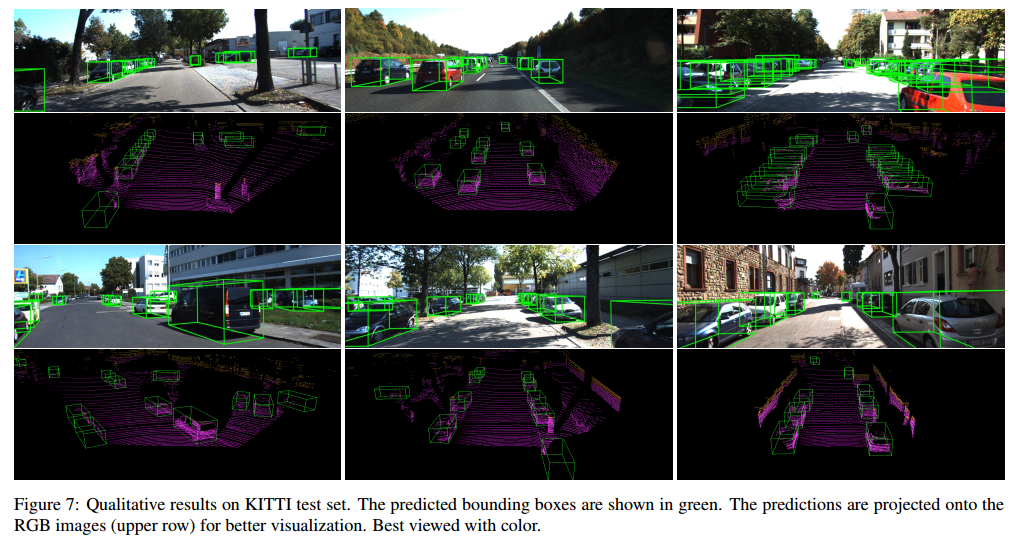 Figure 7: Qualitative results on KITTI test set. The predicted bounding boxes are shown in green. The predictions are projected onto the
RGB images (upper row) for better visualization. Best viewed with color.